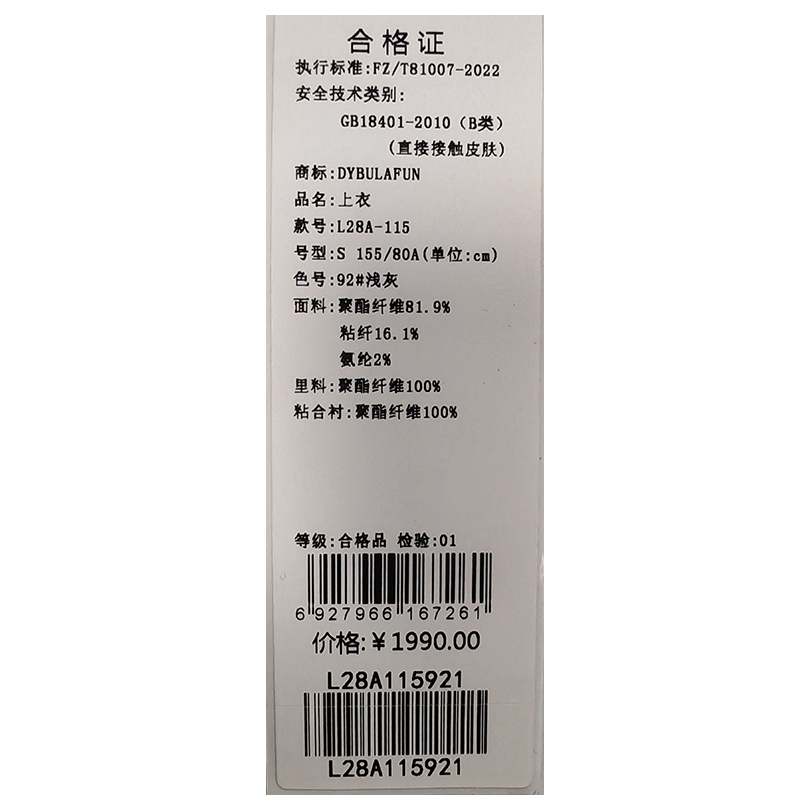 合格证
执行标准:FZ/T81007-2022
安全技术类别:
GB18401-2010（B类）
(直接接触皮肤)
商标:DYBULAFUN
品名:上衣
款号:L28A-115
号型:S 155/80A(单位:cm)
色号:92#浅灰
面料:聚酯纤维81.9%
粘纤16.1%
氨纶2%
里料:聚酯纤维100%
粘合衬:聚酯纤维100%
等级:合格品 检验:01
6 927966 167261
价格:￥1990.00
L28A115921
L28A115921